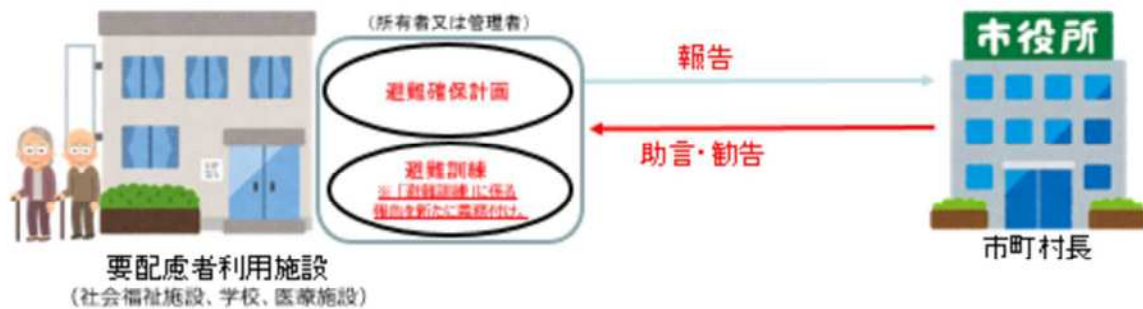 （所有者又は管理者）
避難確保計画
避難訓練
※「避難訓練」に係る
報告を新たに義務付け。
報告
助言・勧告
市役所
市町村長
要配慮者利用施設
（社会福祉施設、学校、医療施設）